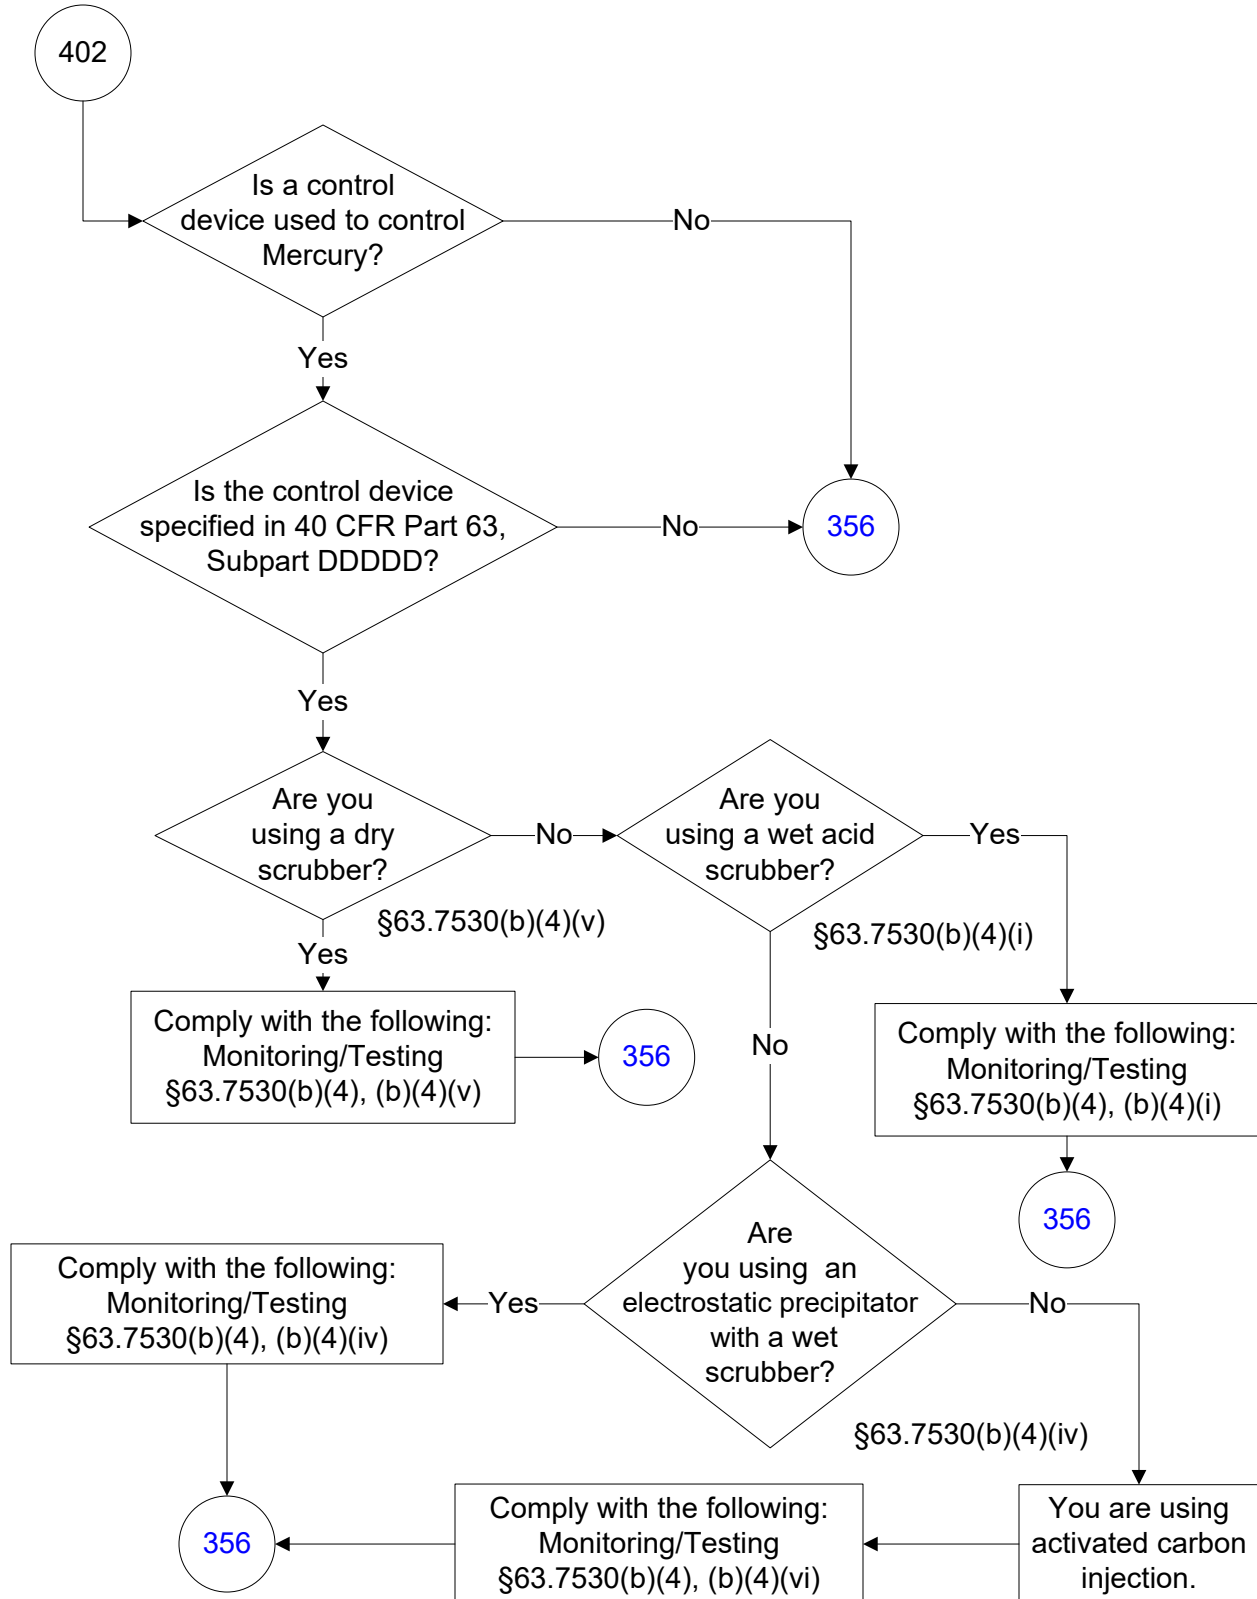 402
Is a control
device used to control
Mercury?
No
Yes
Is the control device
specified in 40 CFR Part 63,
Subpart DDDDD?
No
356
Yes
Are you
using a dry
scrubber?
No
Are you
using a wet acid
scrubber?
Yes
§63.7530(b)(4)(v)
§63.7530(b)(4)(i)
Yes
Comply with the following:
Monitoring/Testing
§63.7530(b)(4), (b)(4)(v)
356
No
Comply with the following:
Monitoring/Testing
§63.7530(b)(4), (b)(4)(i)
356
Are
you using  an
electrostatic precipitator
with a wet
scrubber?
Yes
Comply with the following:
Monitoring/Testing
§63.7530(b)(4), (b)(4)(iv)
No
§63.7530(b)(4)(iv)
356
Comply with the following:
Monitoring/Testing
§63.7530(b)(4), (b)(4)(vi)
You are using
activated carbon
injection.